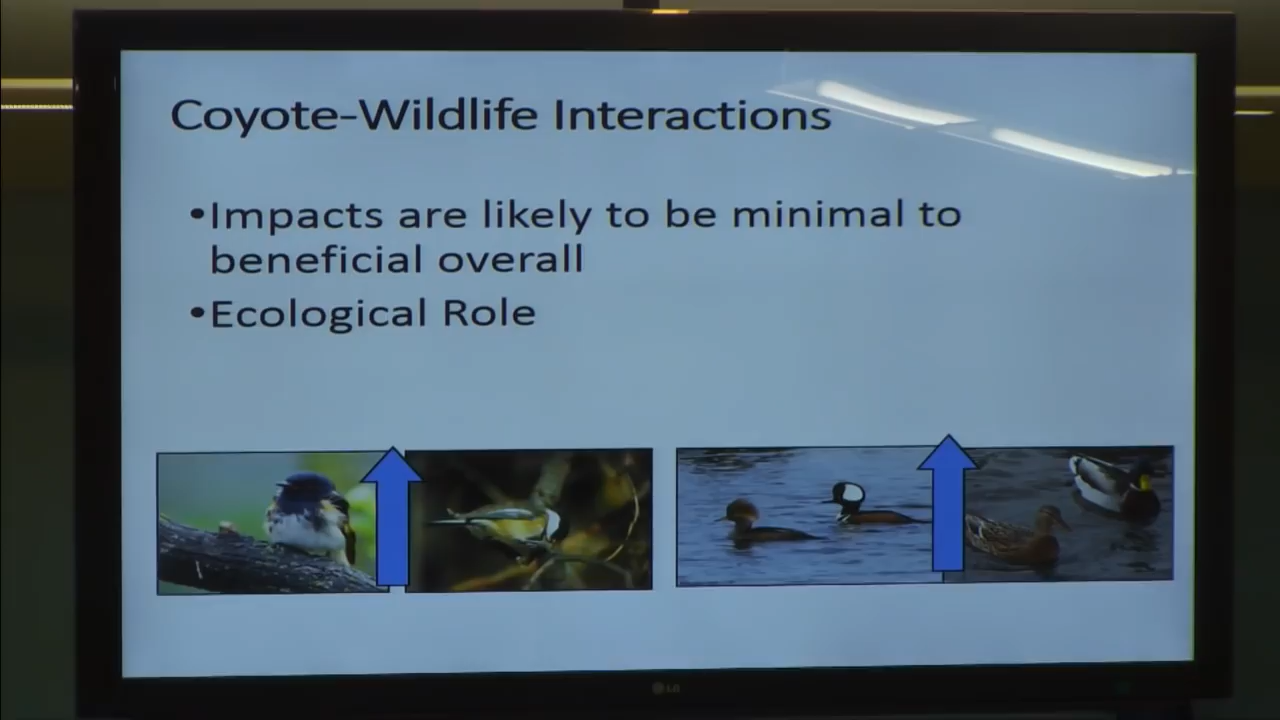 Coyote-Wildlife Interactions
•Impacts are likely to be minimal to
beneficial overall
•Ecological Role
LG